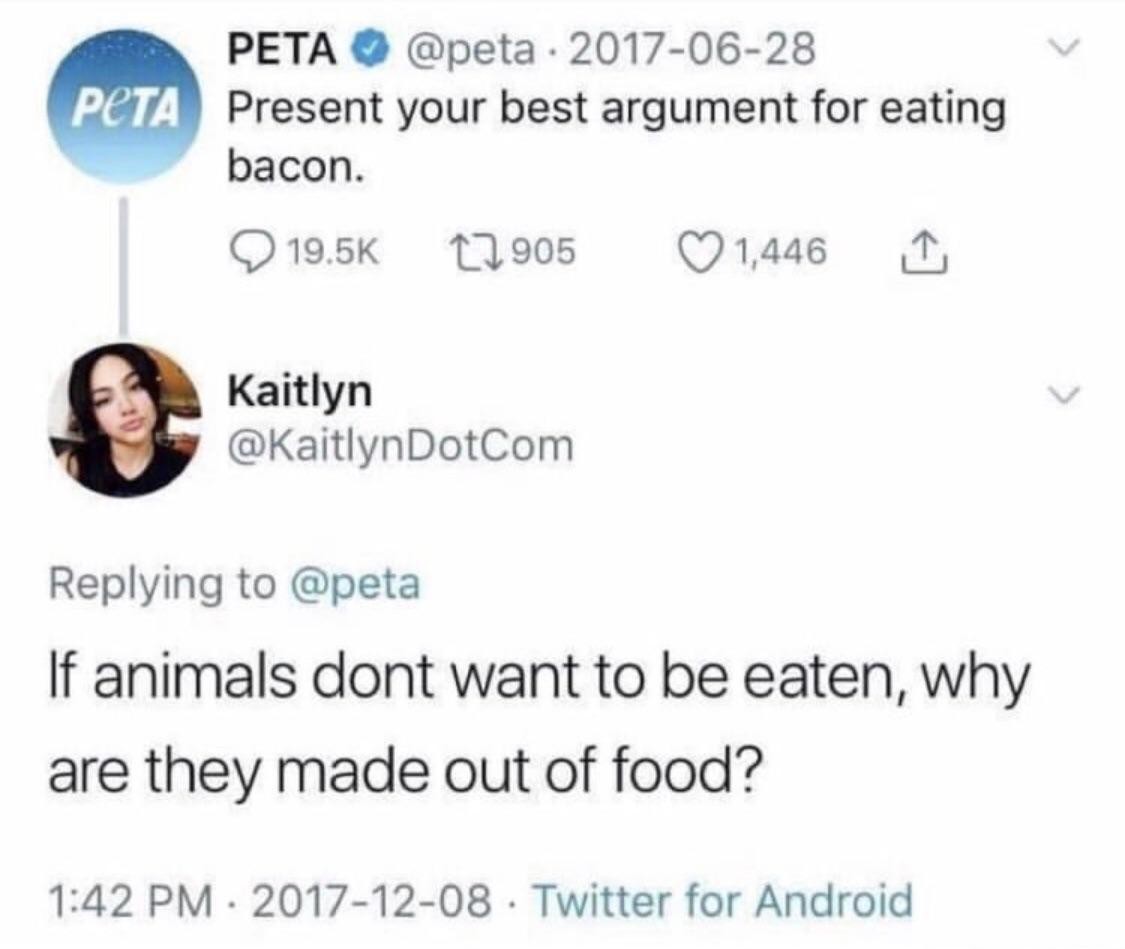 PETA @peta · 2017-06-28
PeTA
Present your best argument for eating
bacon.
19.5K 905 1,446
Kaitlyn
@KaitlynDotCom
Replying to @peta
If animals dont want to be eaten, why
are they made out of food?
1:42 PM · 2017-12-08 · Twitter for Android